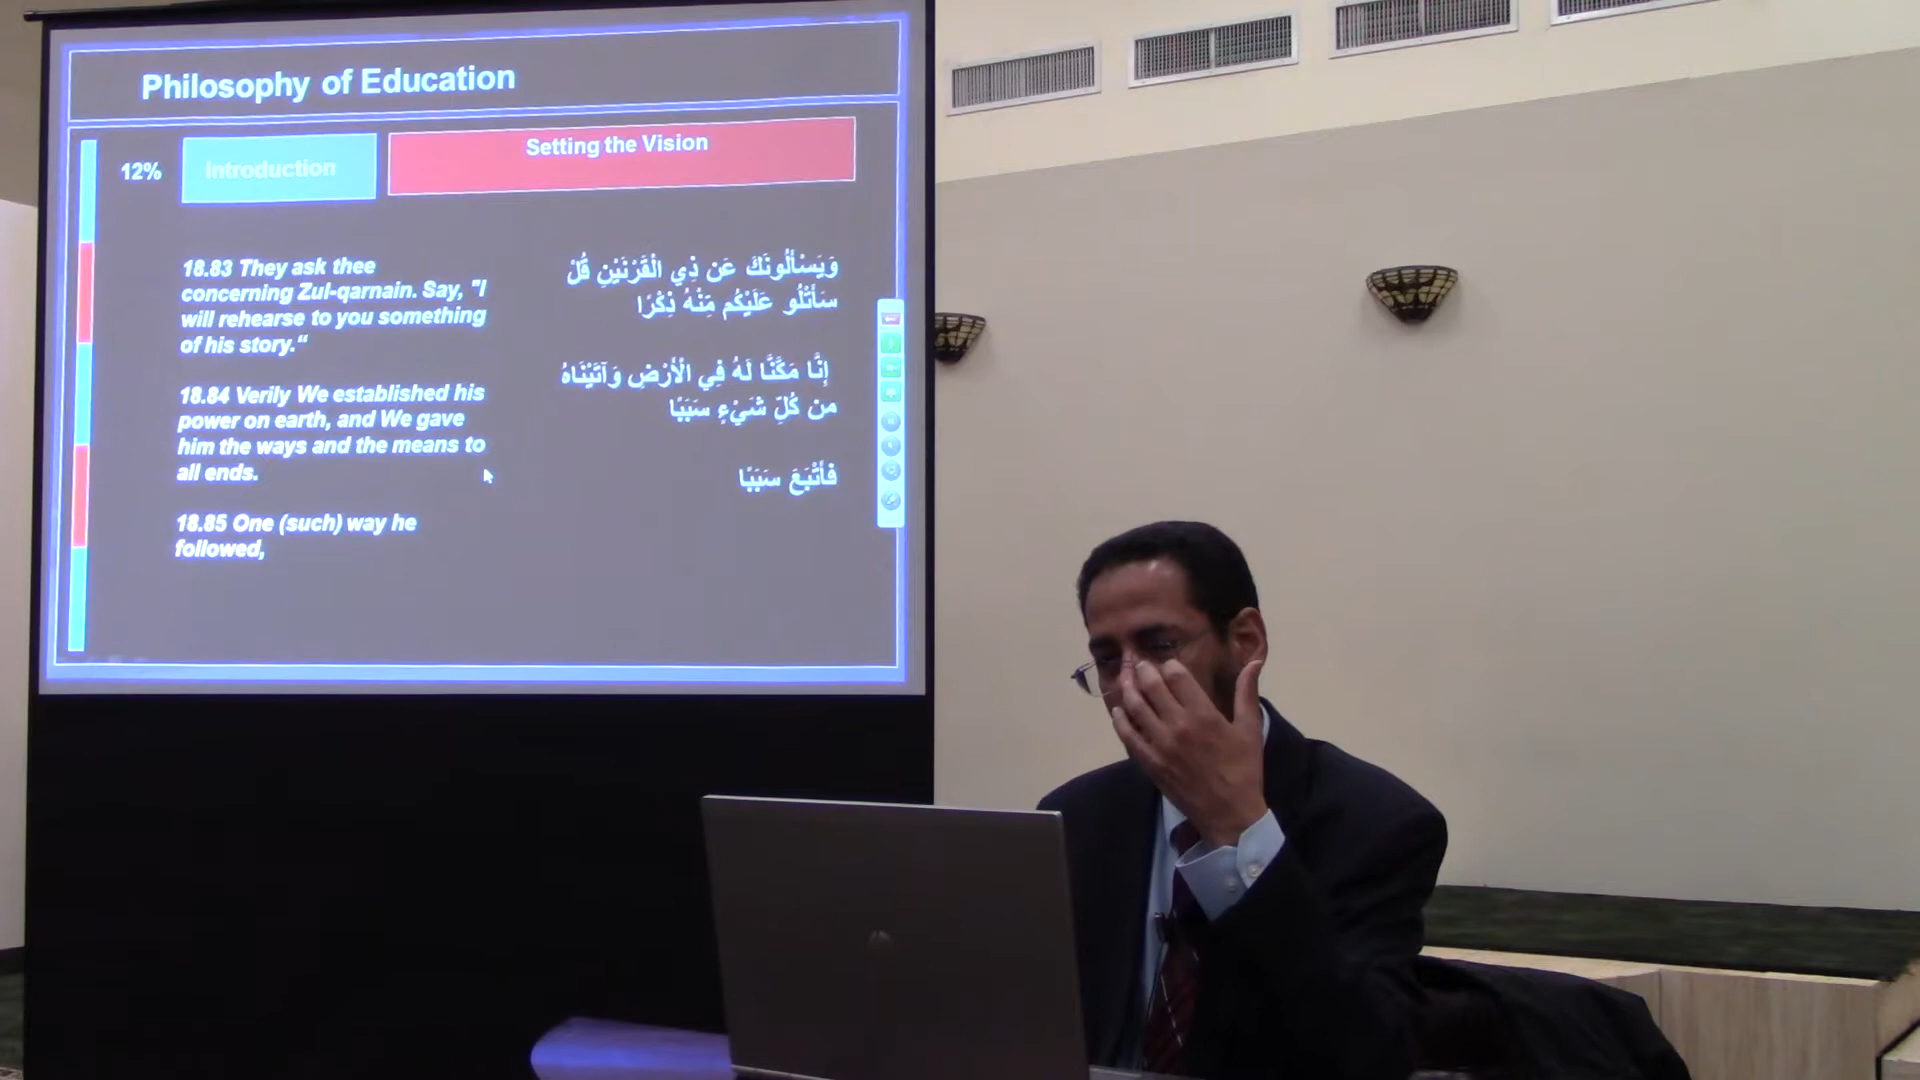 Philosophy of Education
12%
Introduction
Setting the Vision
18.83 They ask thee
concerning Zul-qarnain. Say, "I
will rehearse to you something
of his story.“
18.84 Verily We established his
power on earth, and We gave
him the ways and the means to
all ends.
18.85 One (such) way he
followed,
وَيَسْأَلُونَكَ عَن ذِي الْقَرْنَيْنِ قُلْ
سَأَتْلُو عَلَيْكُم مِّنْهُ ذِكْرًا
إِنَّا مَكَّنَّا لَهُ فِي الْأَرْضِ وَآتَيْنَاهُ
مِن كُلِّ شَيْءٍ سَبَبًا
فَأَتْبَعَ سَبَبًا